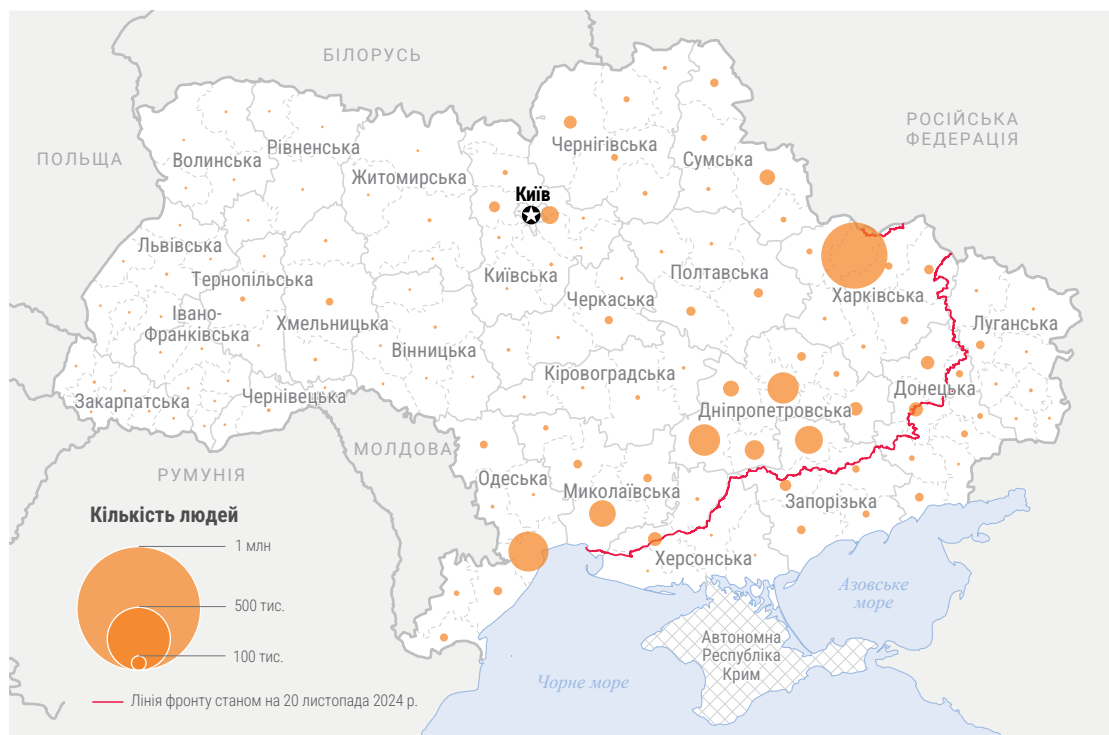 БІЛОРУСЬ
РОСІЙСЬКА
ФЕДЕРАЦІЯ
ПОЛЬЩА
Волинська
Рівненська
Житомирська
Чернігівська
Сумська
Київ
Львівська
Тернопільська
Хмельницька
Київська
Полтавська
Харківська
Черкаська
Івано-
Франківська
Вінницька
Луганська
Кіровоградська
Закарпатська
Чернівецька
Дніпропетровська
Донецька
МОЛДОВА
РУМУНІЯ
Одеська
Миколаївська
Запорізька
Херсонська
Азовське
море
Автономна
Республіка
Крим
Чорне море
Кількість людей
1 млн
500 тис.
100 тис.
Лінія фронту станом на 20 листопада 2024 р.